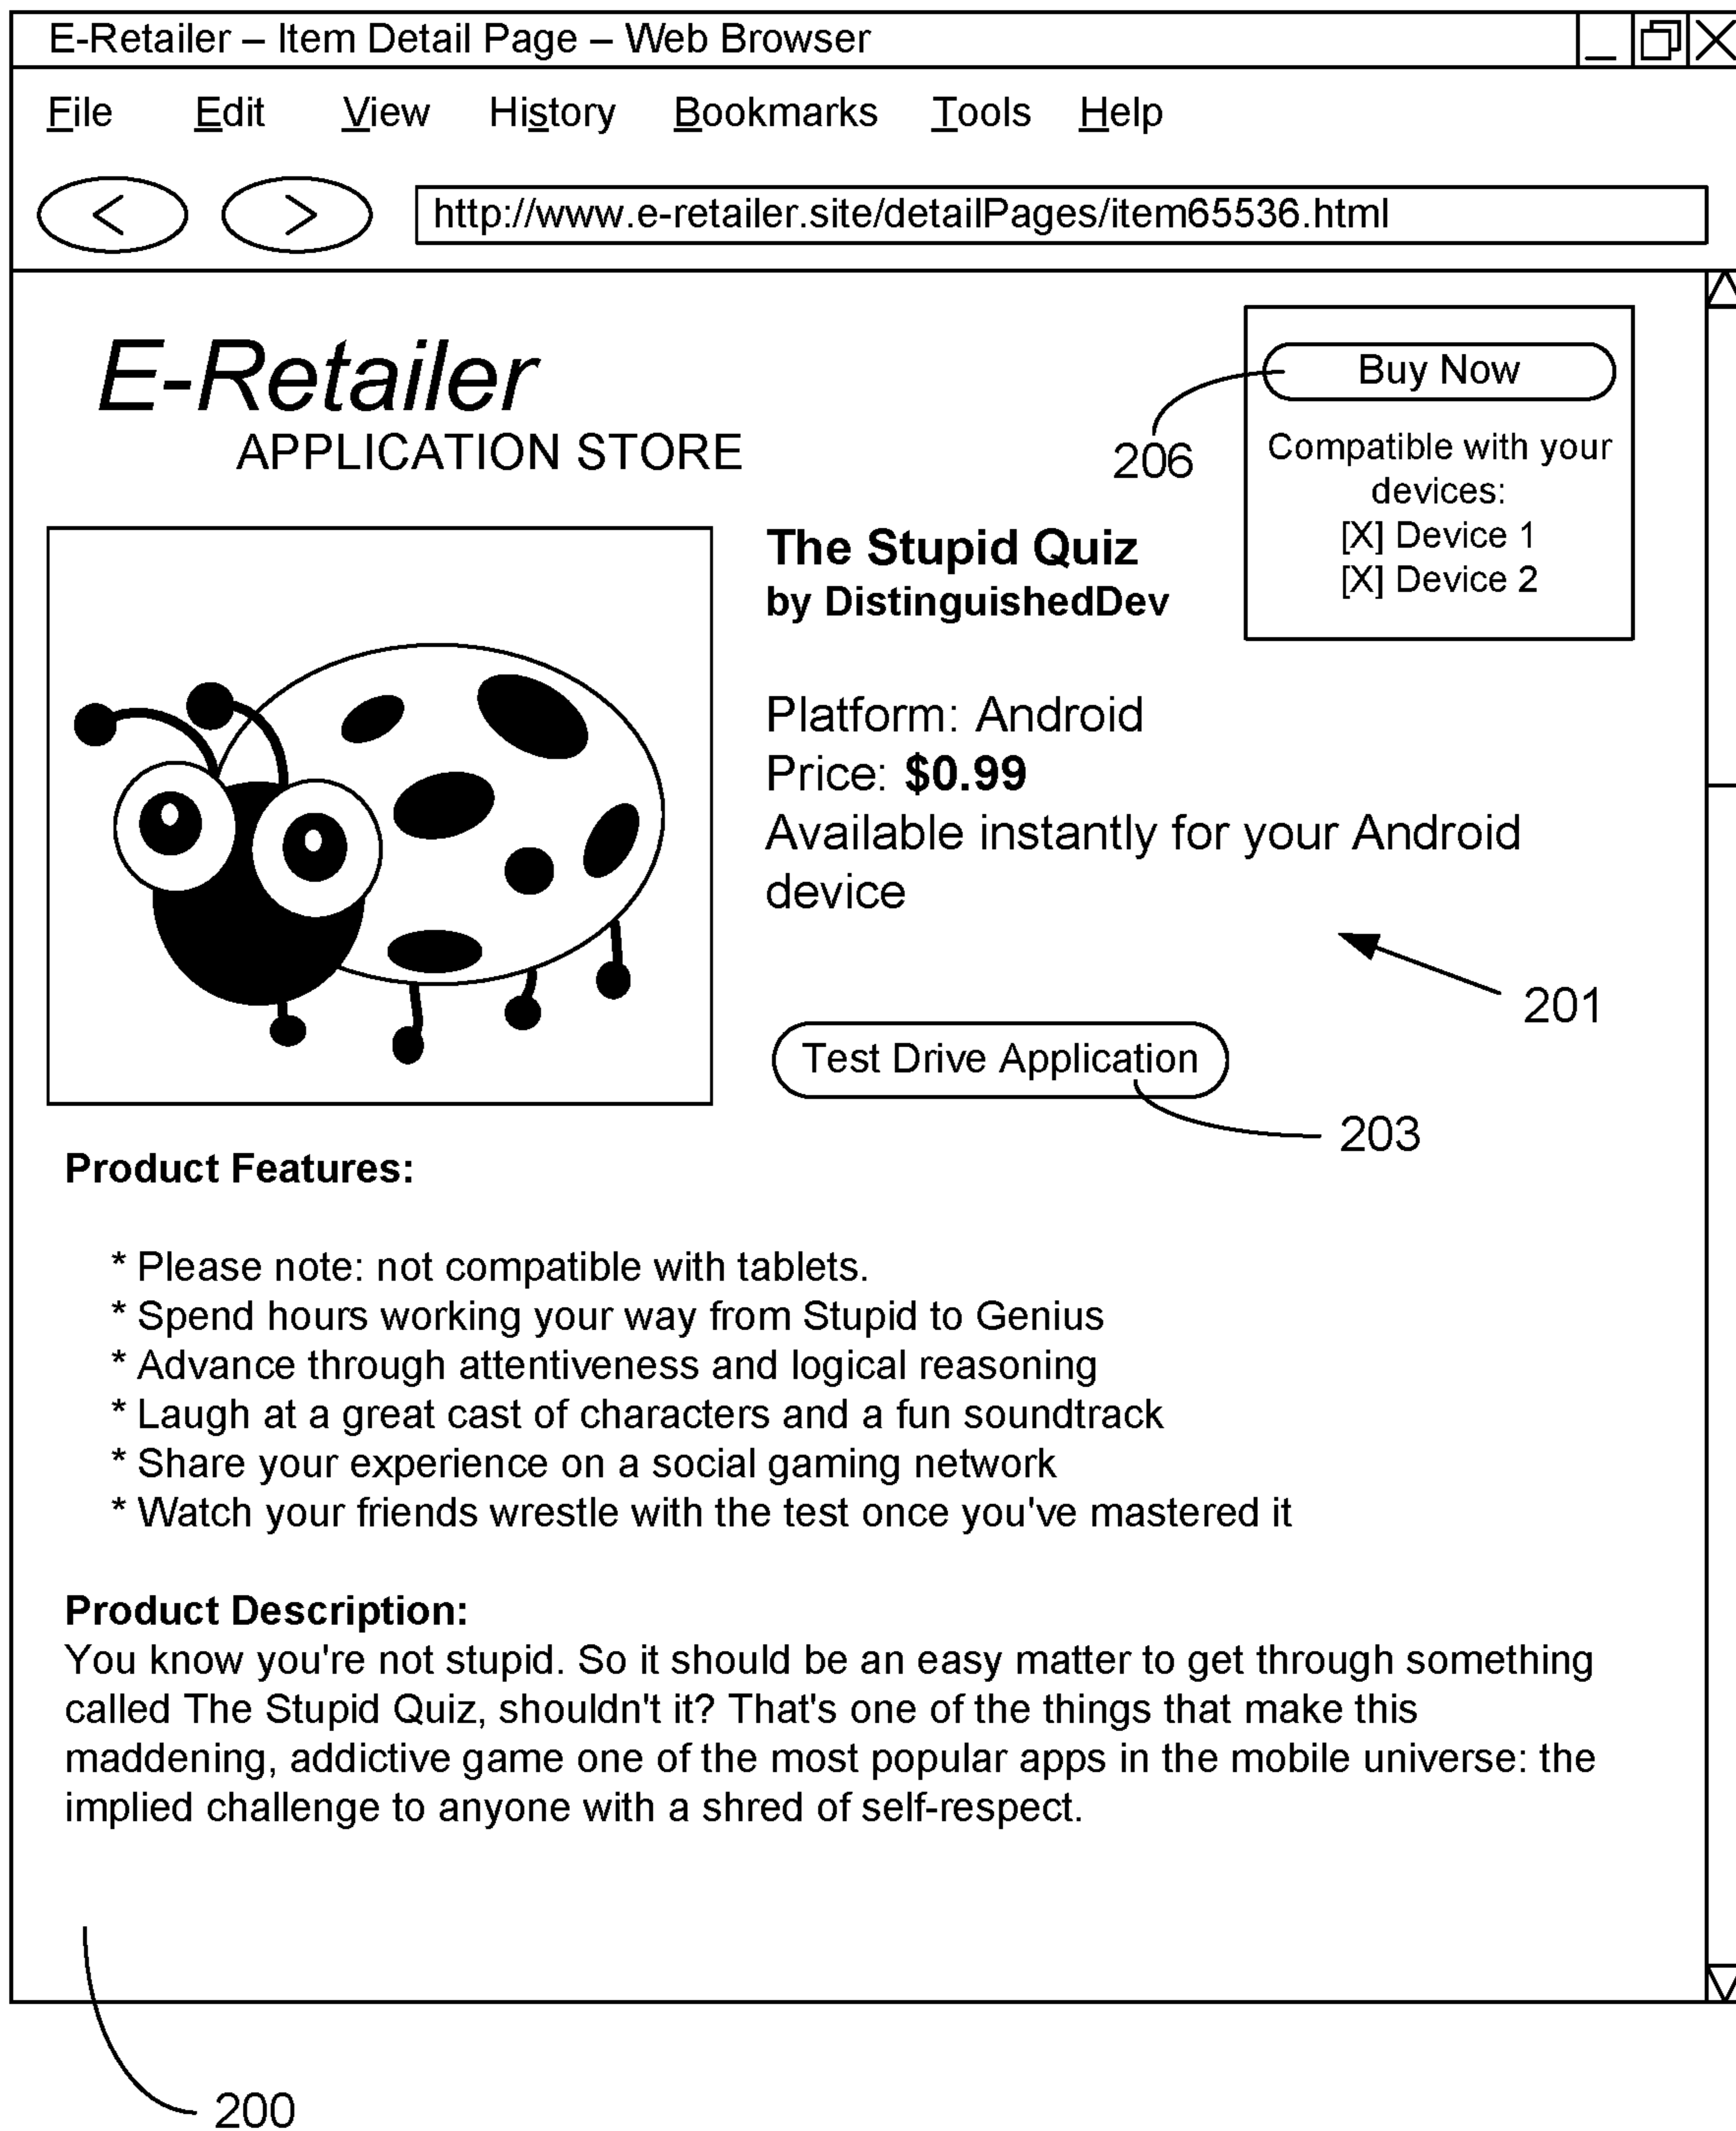 E-Retailer – Item Detail Page – Web Browser
File Edit View History Bookmarks Tools Help
< > http://www.e-retailer.site/detailPages/item65536.html
E-Retailer
APPLICATION STORE
Buy Now
206
Compatible with your
devices:
[X] Device 1
[X] Device 2
The Stupid Quiz
by DistinguishedDev
Platform: Android
Price: $0.99
Available instantly for your Android
device
201
Test Drive Application
203
Product Features:
* Please note: not compatible with tablets.
* Spend hours working your way from Stupid to Genius
* Advance through attentiveness and logical reasoning
* Laugh at a great cast of characters and a fun soundtrack
* Share your experience on a social gaming network
* Watch your friends wrestle with the test once you've mastered it
Product Description:
You know you're not stupid. So it should be an easy matter to get through something
called The Stupid Quiz, shouldn't it? That's one of the things that make this
maddening, addictive game one of the most popular apps in the mobile universe: the
implied challenge to anyone with a shred of self-respect.
200